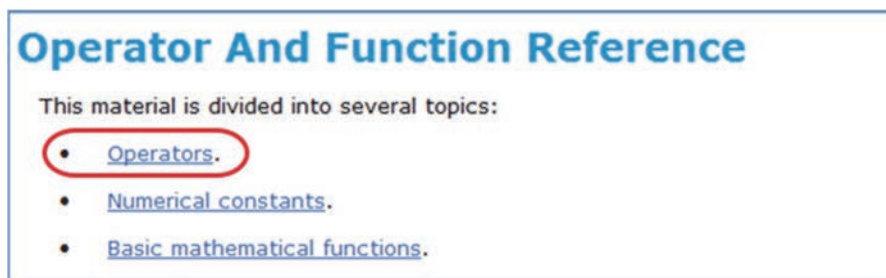 Operator And Function Reference
This material is divided into several topics:
• Operators.
• Numerical constants.
• Basic mathematical functions.